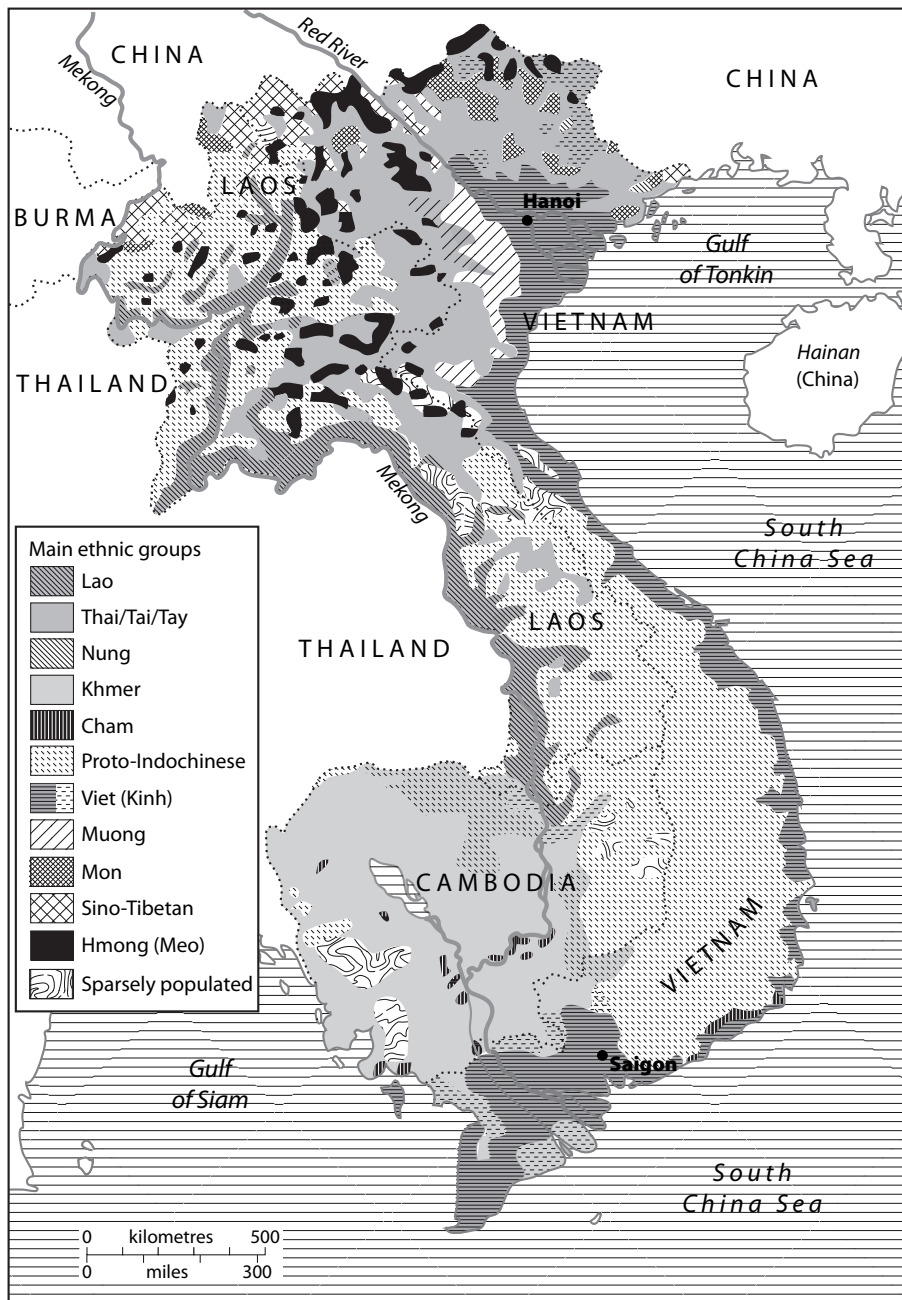 CHINA
Red River
Mekong
CHINA
LAOS
BURMA
Hanoi
Gulf
of Tonkin
VIETNAM
Hainan
(China)
THAILAND
Mekong
South
China Sea
Main ethnic groups
Lao
Thai/Tai/Tay
Nung
Khmer
Cham
Proto-Indochinese
Viet (Kinh)
Muong
Mon
Sino-Tibetan
Hmong (Meo)
Sparsely populated
LAOS
THAILAND
CAMBODIA
VIETNAM
Saigon
Gulf
of Siam
South
China Sea
0 kilometres 500
0 miles 300